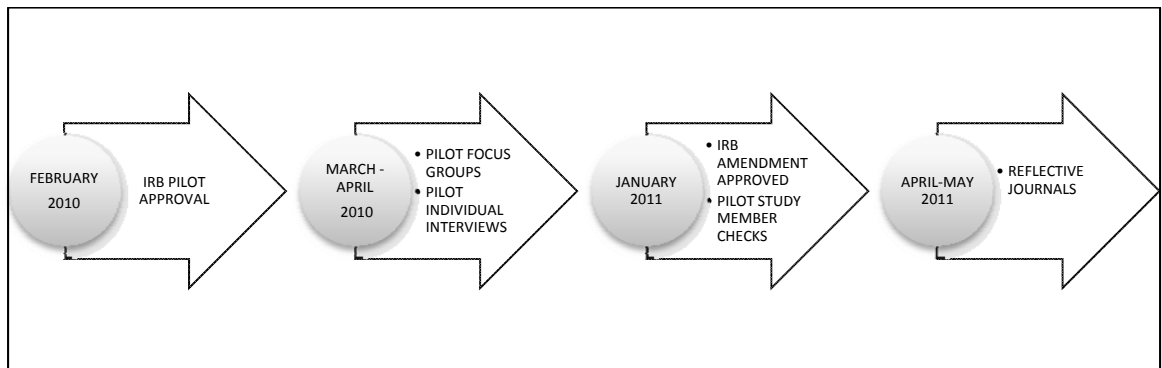 FEBRUARY
2010
IRB PILOT
APPROVAL
MARCH -
APRIL
2010
• PILOT FOCUS
GROUPS
• PILOT
INDIVIDUAL
INTERVIEWS
JANUARY
2011
• IRB
AMENDMENT
APPROVED
• PILOT STUDY
MEMBER
CHECKS
APRIL-MAY
2011
• REFLECTIVE
JOURNALS